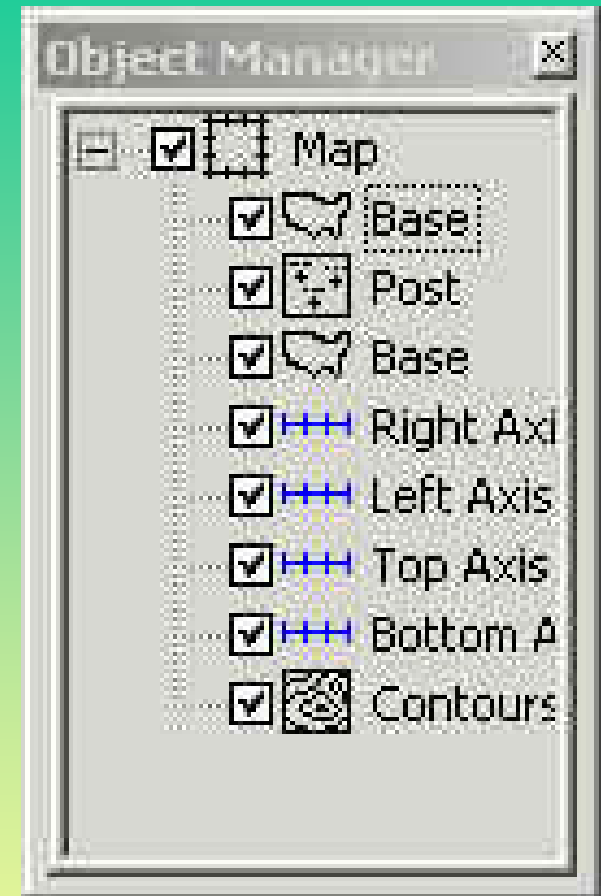 Object Manager
Map
Base
Post
Base
Right Axi
Left Axis
Top Axis
Bottom A
Contours